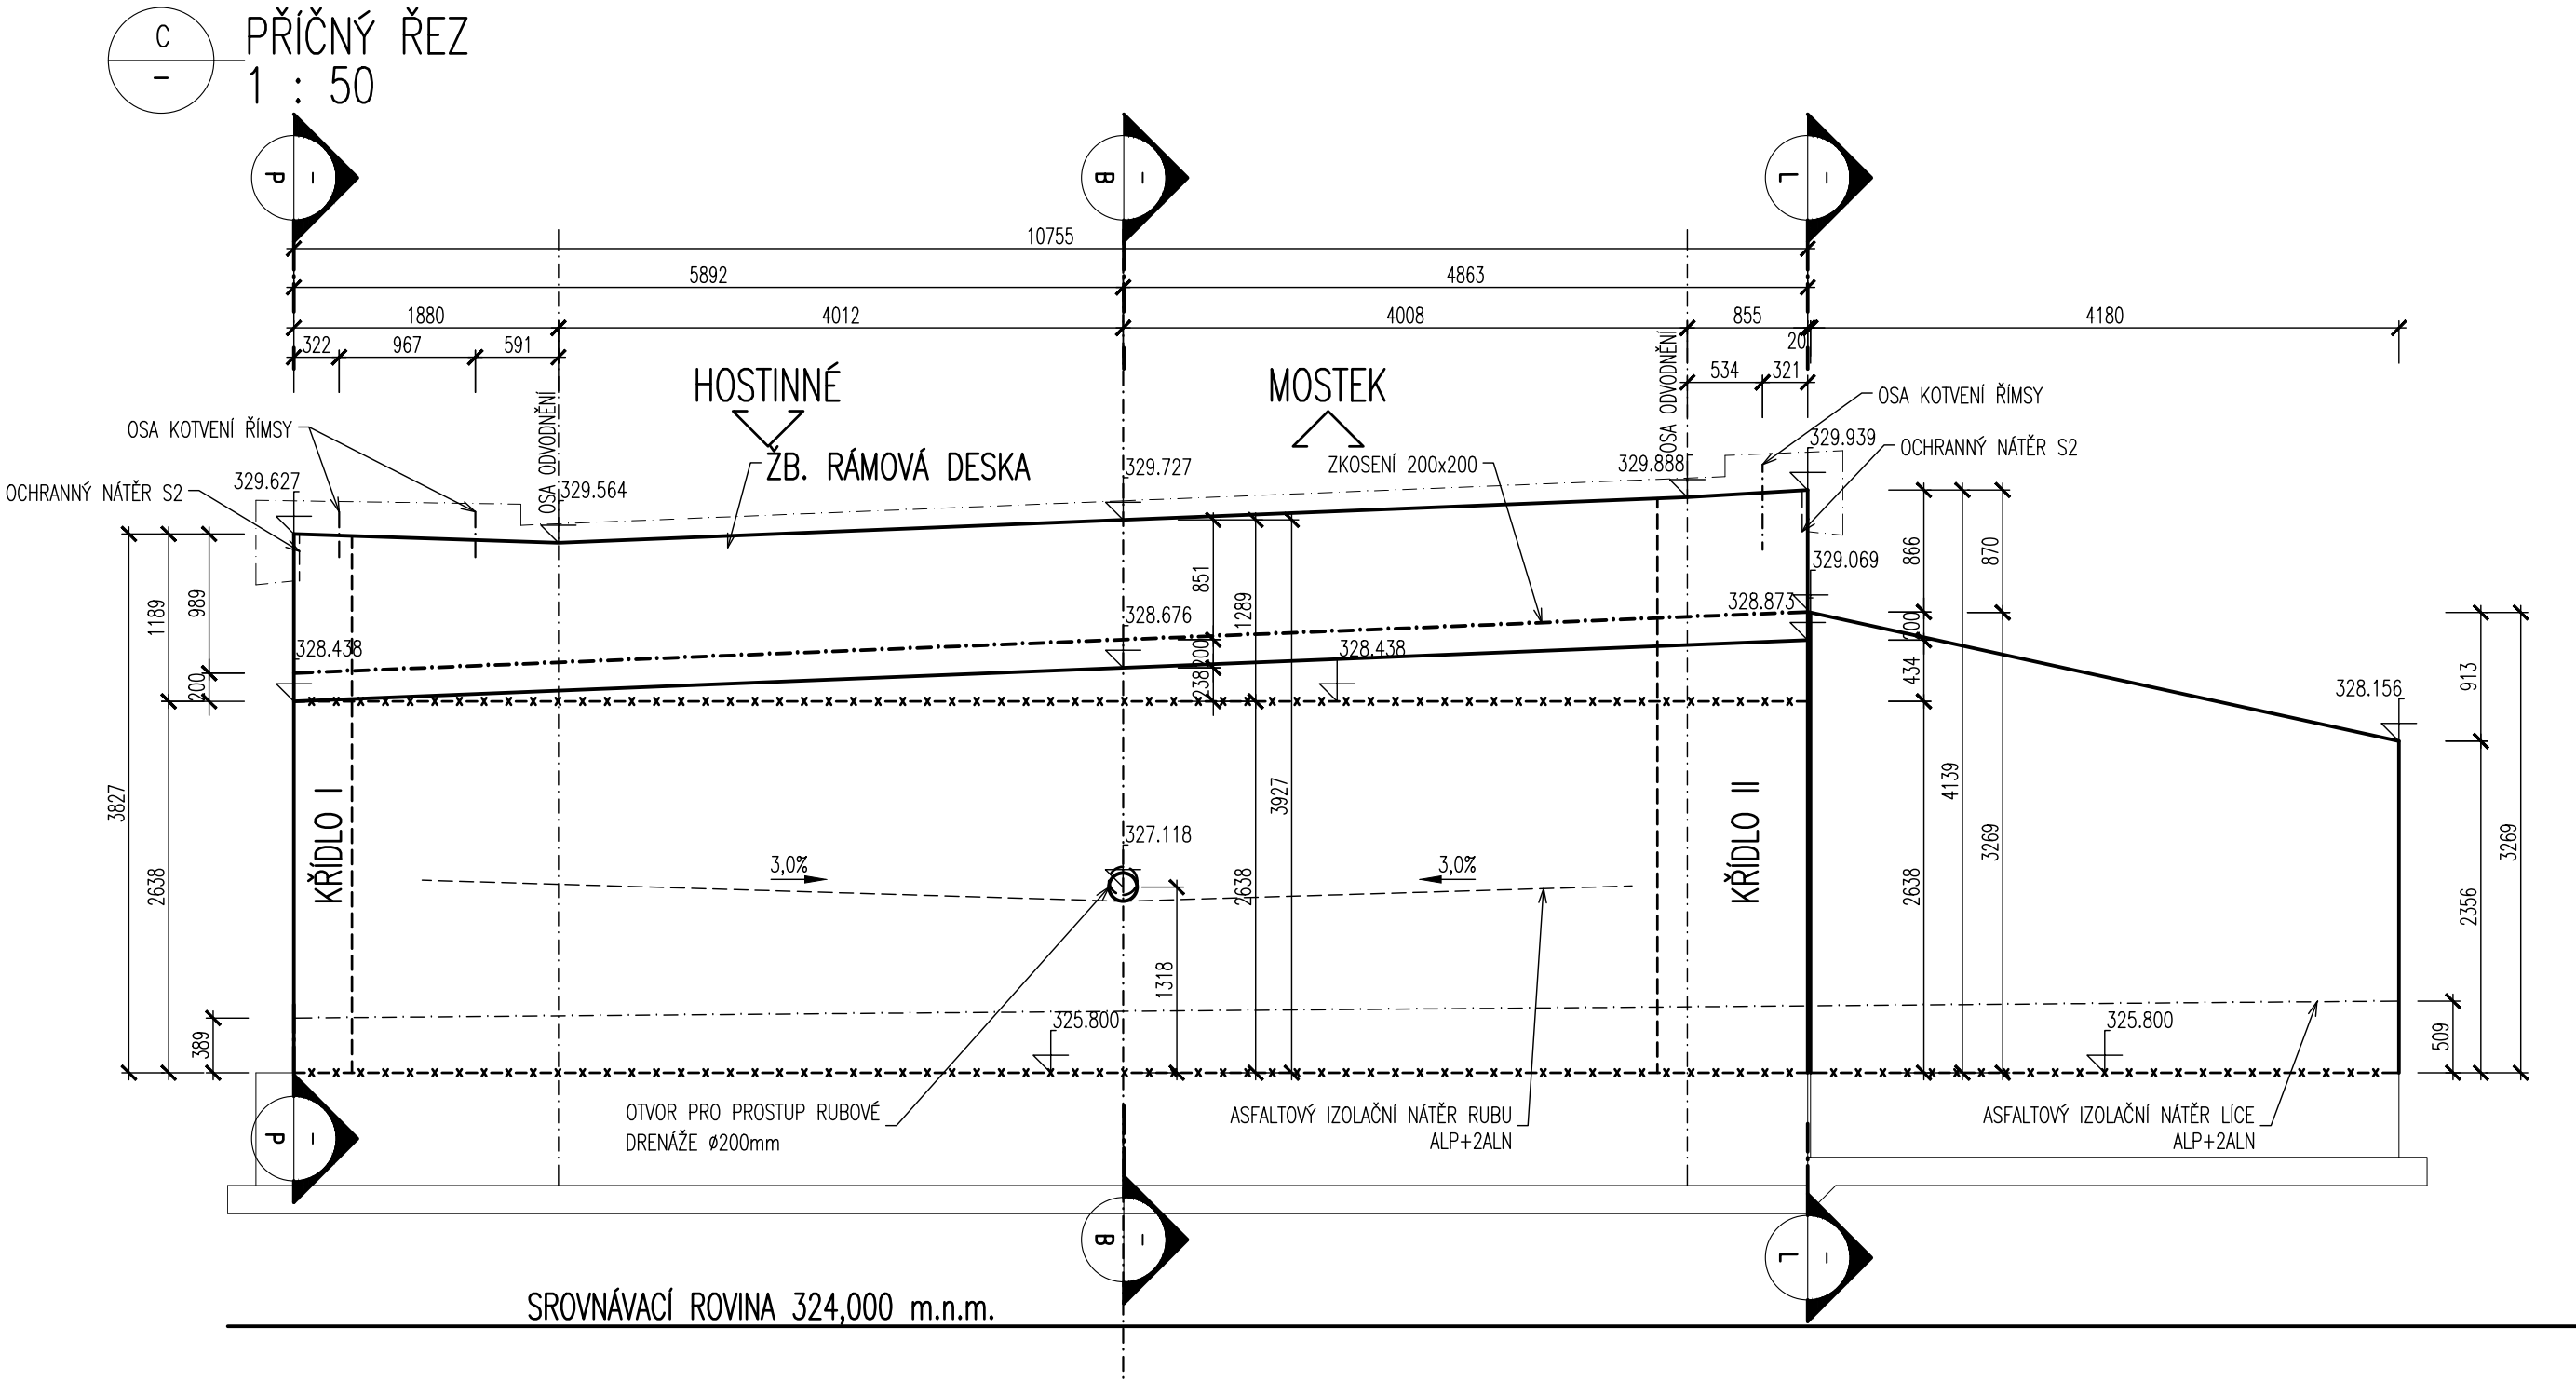 C
PŘÍČNÝ ŘEZ
-
1 : 50
P -
B -
L -
10755
5892
4863
1880
4012
4008
855
4180
20
322
967
591
534
321
HOSTINNÉ
MOSTEK
OSA ODVODNĚNÍ
OSA ODVODNĚNÍ
OSA KOTVENÍ ŘÍMSY
OSA KOTVENÍ ŘÍMSY
OCHRANNÝ NÁTĚR S2
OCHRANNÝ NÁTĚR S2
ŽB. RÁMOVÁ DESKA
ZKOSENÍ 200x200
329.627
329.564
329.727
329.888
329.939
329.069
328.438
328.676
328.873
328.438
328.156
3827
1189
989
200
2638
389
851
200
238
1289
2638
3927
1318
866
200
434
2638
4139
870
3269
913
2356
509
3269
KŘÍDLO I
KŘÍDLO II
3,0%
3,0%
327.118
325.800
325.800
OTVOR PRO PROSTUP RUBOVÉ
DRENÁŽE ø200mm
ASFALTOVÝ IZOLAČNÍ NÁTĚR RUBU
ALP+2ALN
ASFALTOVÝ IZOLAČNÍ NÁTĚR LÍCE
ALP+2ALN
P -
B -
L -
SROVNÁVACÍ ROVINA 324,000 m.n.m.